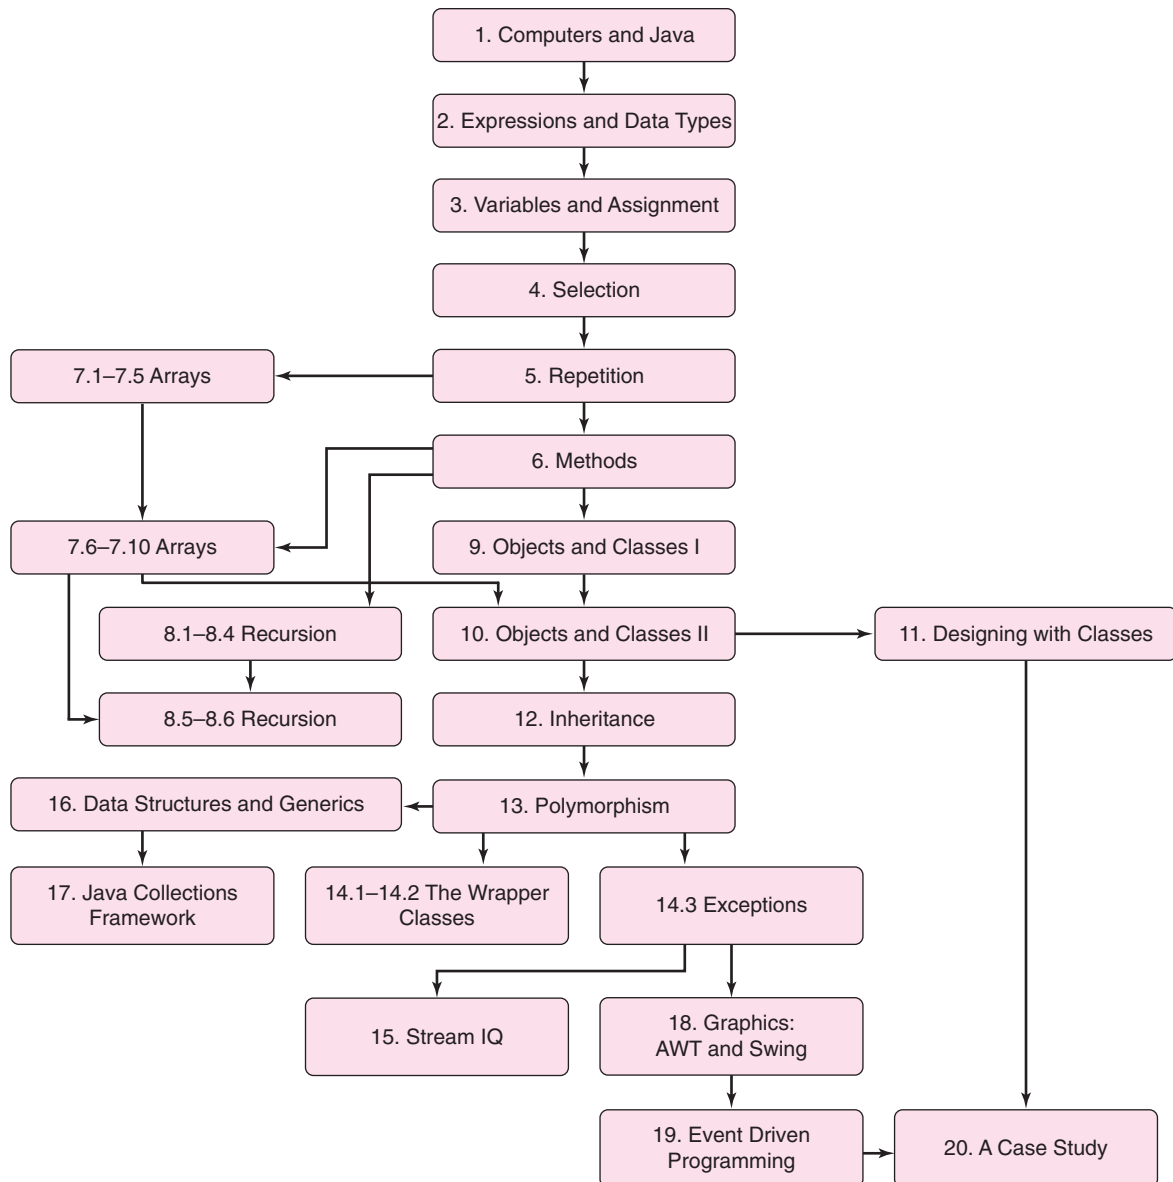 1. Computers and Java
2. Expressions and Data Types
3. Variables and Assignment
4. Selection
7.1–7.5 Arrays
5. Repetition
6. Methods
7.6–7.10 Arrays
9. Objects and Classes I
8.1–8.4 Recursion
10. Objects and Classes II
11. Designing with Classes
8.5–8.6 Recursion
12. Inheritance
16. Data Structures and Generics
13. Polymorphism
17. Java Collections
Framework
14.1–14.2 The Wrapper
Classes
14.3 Exceptions
15. Stream IQ
18. Graphics:
AWT and Swing
19. Event Driven
Programming
20. A Case Study